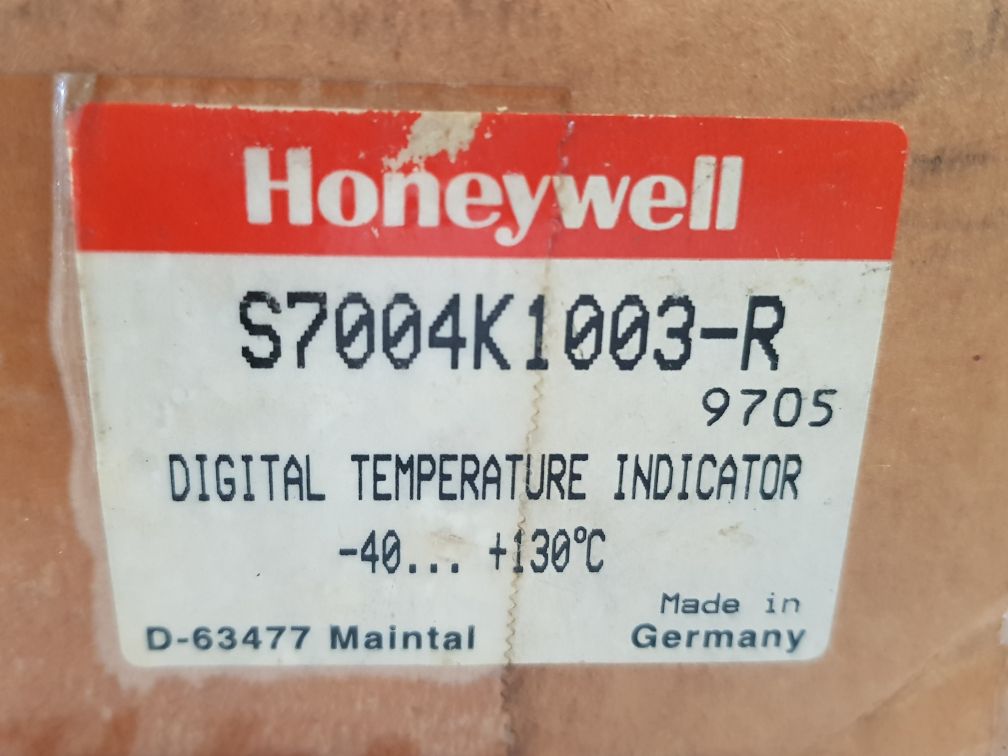 Honeywell
S7004K1003-R
9705
DIGITAL TEMPERATURE INDICATOR
-40... +130°C
Made in
D-63477 Maintal Germany